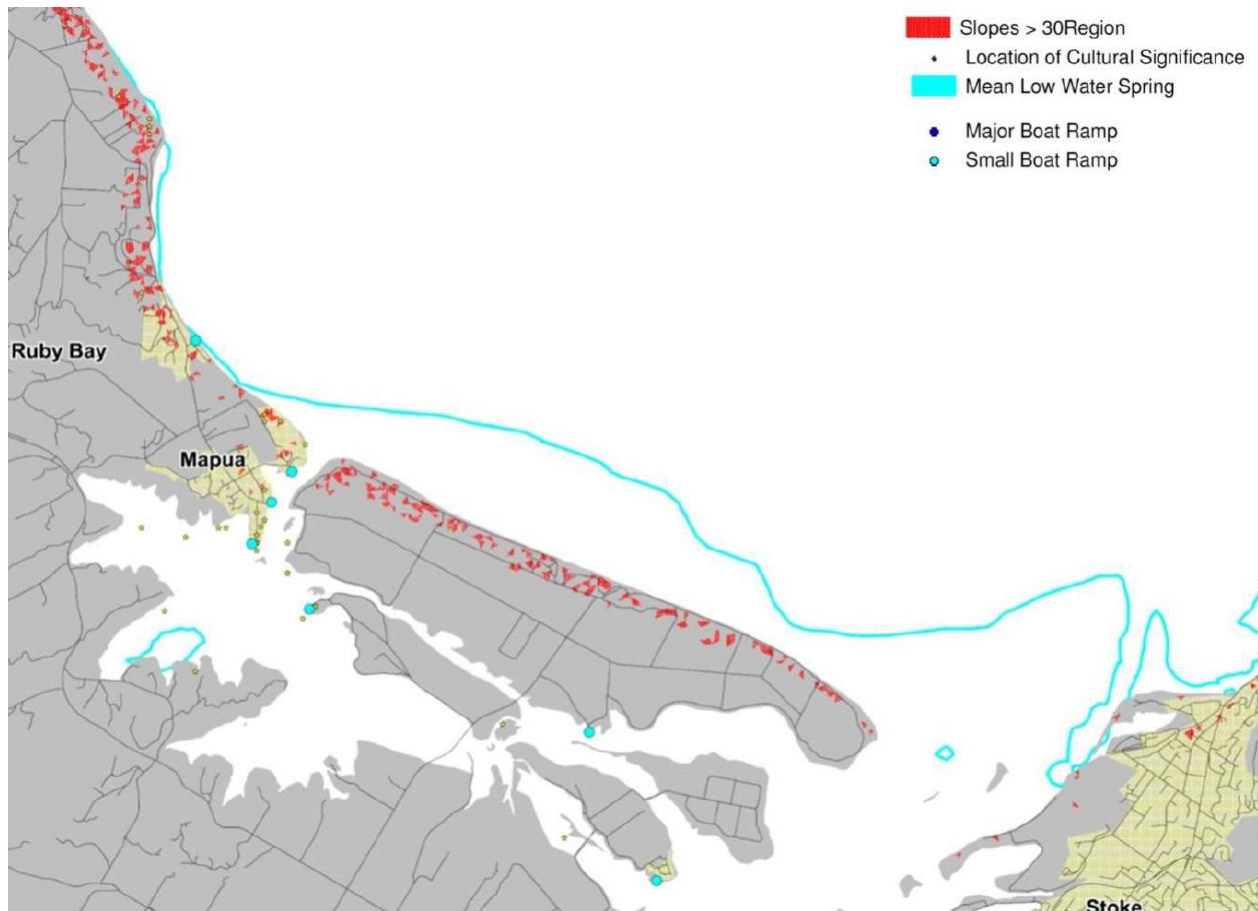 Slopes > 30Region
Location of Cultural Significance
Mean Low Water Spring
Major Boat Ramp
Small Boat Ramp
Ruby Bay
Mapua
Stoke